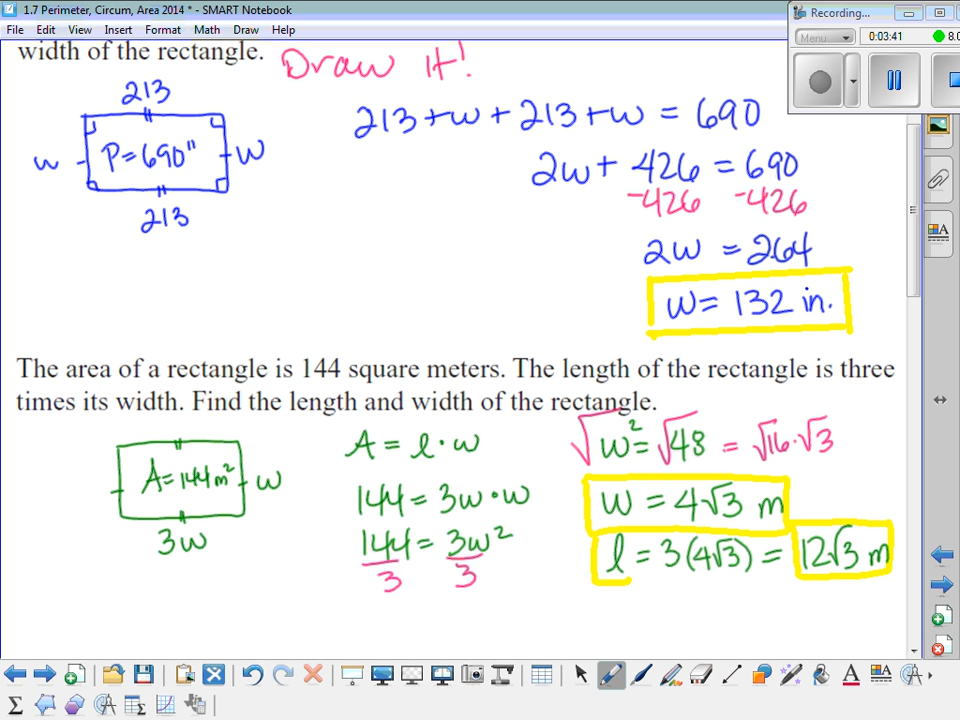 1.7 Perimeter, Circum, Area 2014 * - SMART Notebook
Recording...
File Edit View Insert Format Math Draw Help
Menu
0:03:41
8.0
width of the rectangle. Draw it!
213
w P=690" w
213
213+w+213+w = 690
2w+ 426 = 690
-426 -426
2w = 264
w= 132 in.
The area of a rectangle is 144 square meters. The length of the rectangle is three
times its width. Find the length and width of the rectangle.
A=144m² w
3w
A = l·w
144 = 3w·w
144 = 3w²
3 3
√w² = √48 = √16·√3
w = 4√3 m
l = 3(4√3) = 12√3 m